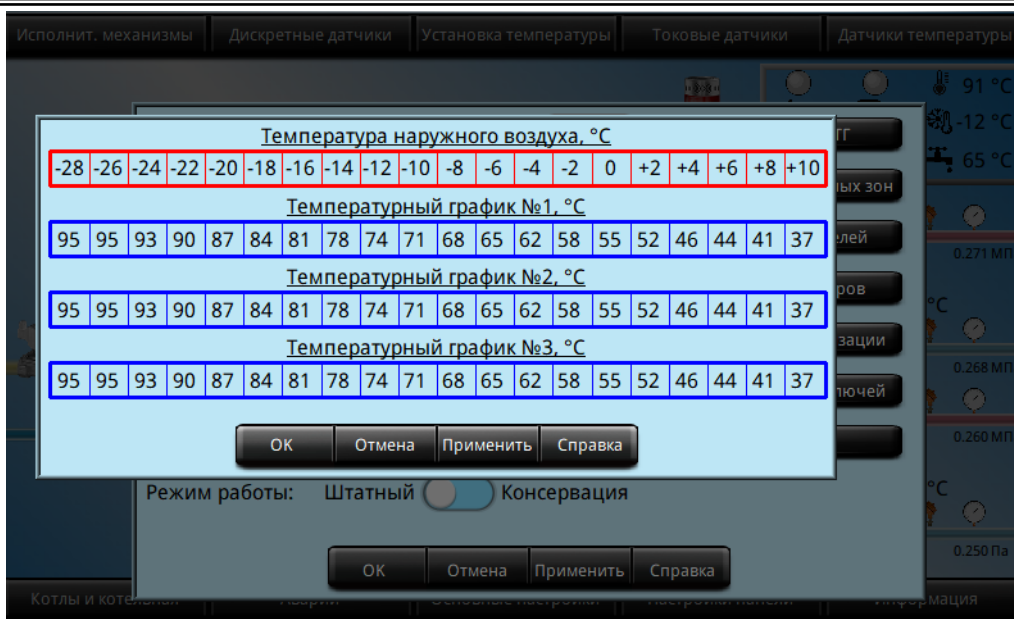 Исполнит. механизмы Дискретные датчики Установка температуры Токовые датчики Датчики температуры
91 °C
Температура наружного воздуха, °C
-12 °C
-28 -26 -24 -22 -20 -18 -16 -14 -12 -10 -8 -6 -4 -2 0 +2 +4 +6 +8 +10
65 °C
Температурный график №1, °C
95 95 93 90 87 84 81 78 74 71 68 65 62 58 55 52 46 44 41 37
0.271 МП
Температурный график №2, °C
95 95 93 90 87 84 81 78 74 71 68 65 62 58 55 52 46 44 41 37
°C
Температурный график №3, °C
0.268 МП
95 95 93 90 87 84 81 78 74 71 68 65 62 58 55 52 46 44 41 37
ОК Отмена Применить Справка
0.260 МП
Режим работы: Штатный Консервация
°C
0.250 Па
ОК Отмена Применить Справка
Котлы и котельная Аварии Основные настройки Настройки панели Информация